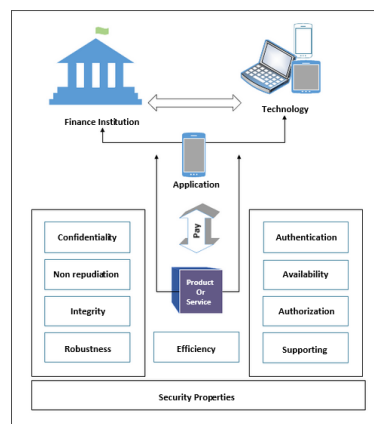 Finance Institution
Technology
Application
Pay
Confidentiality
Non repudiation
Integrity
Robustness
Product
Or
Service
Efficiency
Authentication
Availability
Authorization
Supporting
Security Properties